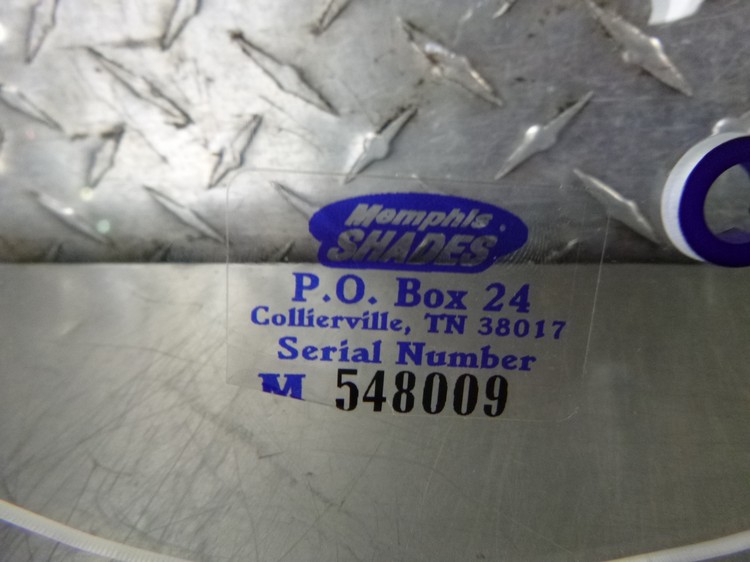 Memphis
SHADES
P.O. Box 24
Collierville, TN 38017
Serial Number
M 548009